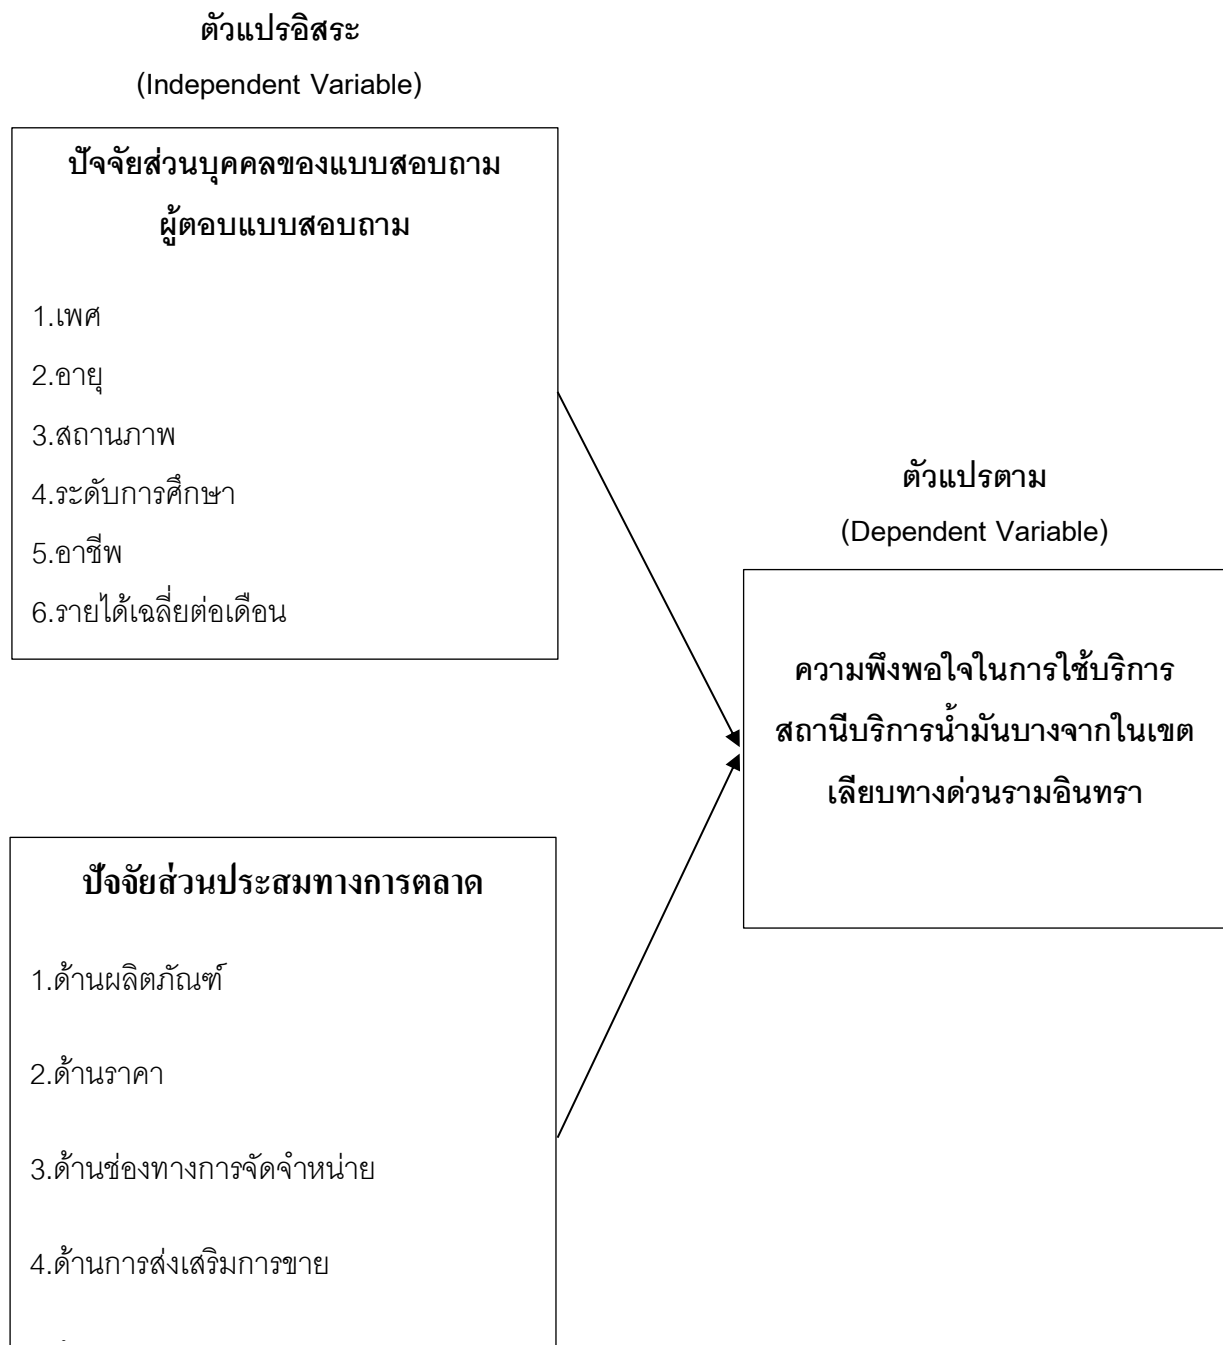 ตัวแปรอิสระ
(Independent Variable)
ปัจจัยส่วนบุคคลของแบบสอบถาม
ผู้ตอบแบบสอบถาม
1.เพศ
2.อายุ
3.สถานภาพ
4.ระดับการศึกษา
5.อาชีพ
6.รายได้เฉลี่ยต่อเดือน
ตัวแปรตาม
(Dependent Variable)
ความพึงพอใจในการใช้บริการ
สถานีบริการน้ำมันบางจากในเขต
เลียบทางด่วนรามอินทรา
ปัจจัยส่วนประสมทางการตลาด
1.ด้านผลิตภัณฑ์
2.ด้านราคา
3.ด้านช่องทางการจัดจำหน่าย
4.ด้านการส่งเสริมการขาย